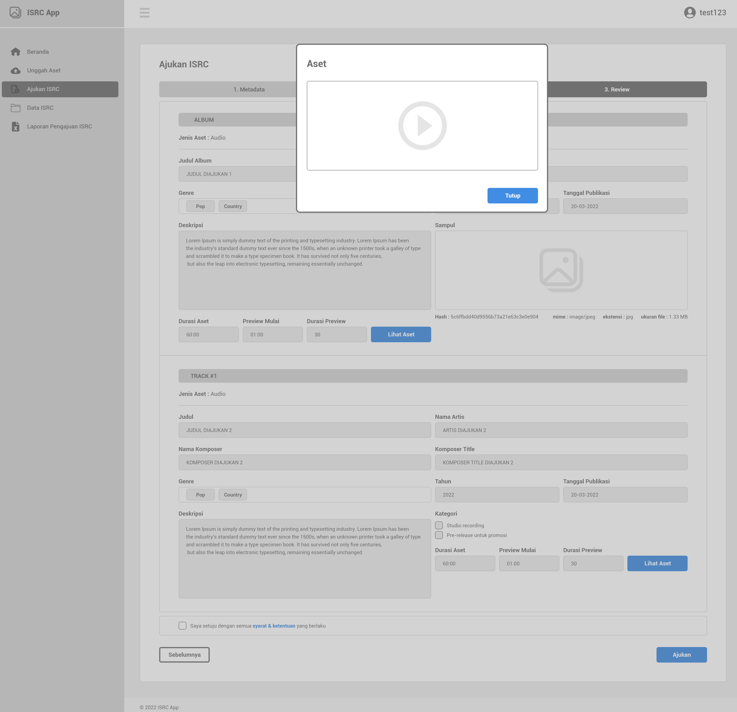 ISRC App
test123
Beranda
Unggah Aset
Ajukan ISRC
Data ISRC
Laporan Pengajuan ISRC
Ajukan ISRC
1. Metadata
3. Review
Aset
Tutup
ALBUM
Jenis Aset : Audio
Judul Album
JUDUL DIAJUKAN 1
Genre
Tanggal Publikasi
Pop
Country
20-03-2022
Deskripsi
Sampul
Lorem Ipsum is simply dummy text of the printing and typesetting industry. Lorem Ipsum has been
the industry's standard dummy text ever since the 1500s, when an unknown printer took a galley of type
and scrambled it to make a type specimen book. It has survived not only five centuries,
but also the leap into electronic typesetting, remaining essentially unchanged.
mime : image/jpeg
ekstensi : jpg
ukuran file : 1.33 MB
Durasi Aset
Preview Mulai
Durasi Preview
60:00
01:00
30
Lihat Aset
TRACK #1
Jenis Aset : Audio
Judul
Nama Artis
JUDUL DIAJUKAN 2
ARTIS DIAJUKAN 2
Nama Komposer
Komposer Title
KOMPOSER DIAJUKAN 2
KOMPOSER TITLE DIAJUKAN 2
Genre
Tahun
Tanggal Publikasi
Pop
Country
2022
20-03-2022
Deskripsi
Kategori
Lorem Ipsum is simply dummy text of the printing and typesetting industry. Lorem Ipsum has been
the industry's standard dummy text ever since the 1500s, when an unknown printer took a galley of type
and scrambled it to make a type specimen book. It has survived not only five centuries,
but also the leap into electronic typesetting, remaining essentially unchanged.
Studio recording
Pre-release untuk promosi
Durasi Aset
Preview Mulai
Durasi Preview
60:00
01:00
30
Lihat Aset
Saya setuju dengan semua syarat & ketentuan yang berlaku
Sebelumnya
Ajukan
© 2022 ISRC App